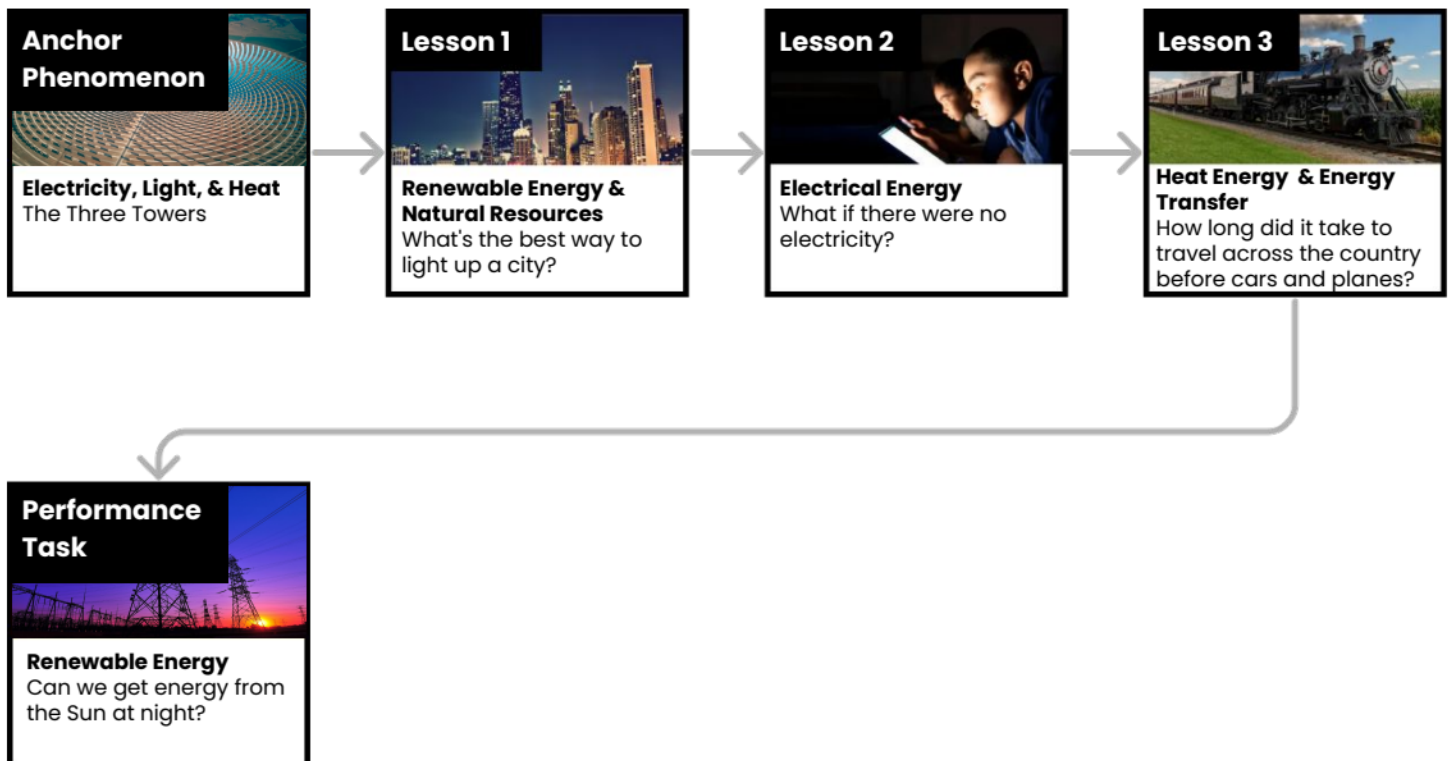 Anchor
Phenomenon
Electricity, Light, & Heat
The Three Towers
Lesson 1
Renewable Energy &
Natural Resources
What's the best way to
light up a city?
Lesson 2
Electrical Energy
What if there were no
electricity?
Lesson 3
Heat Energy & Energy
Transfer
How long did it take to
travel across the country
before cars and planes?
Performance
Task
Renewable Energy
Can we get energy from
the Sun at night?